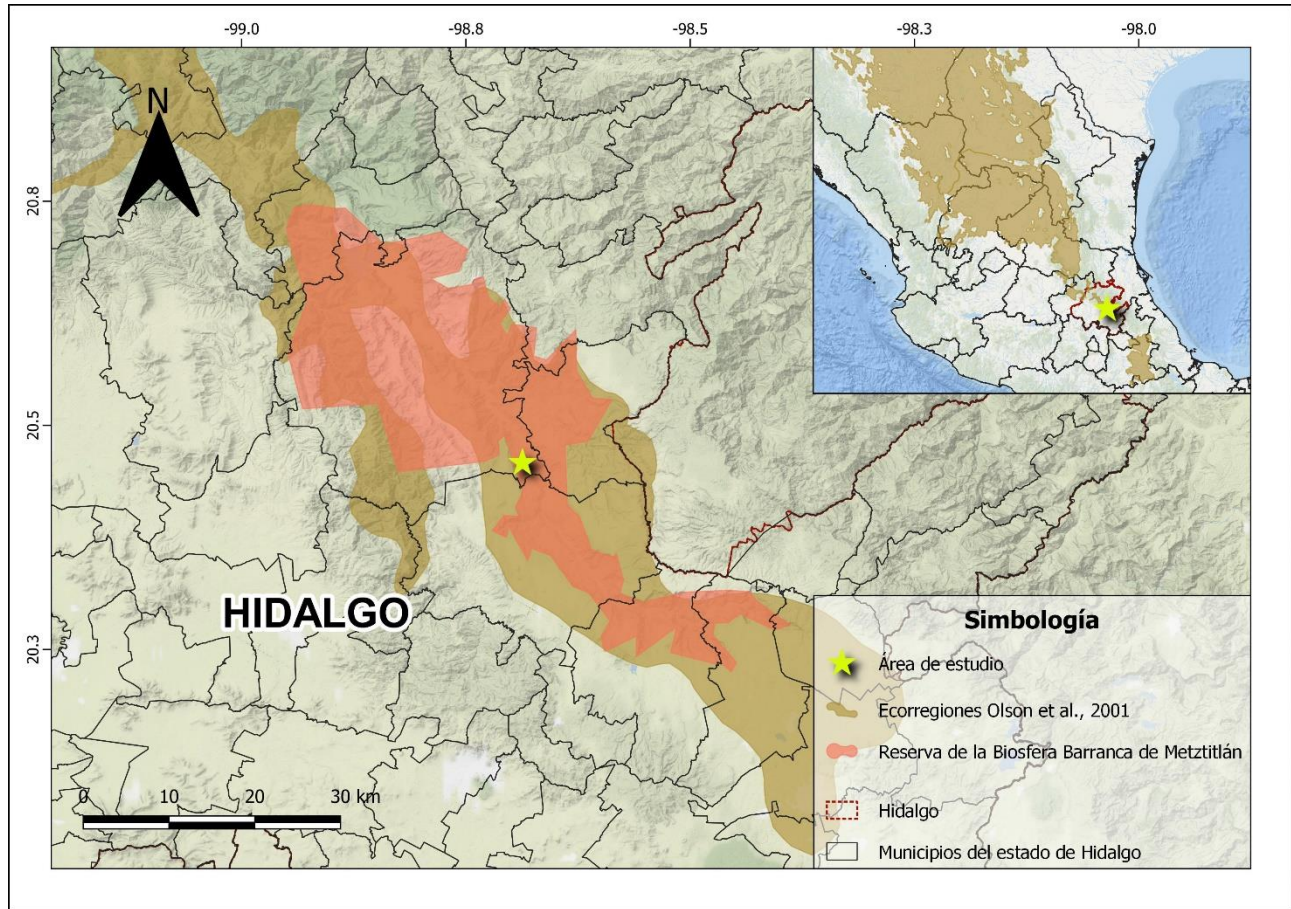 -99.0 -98.8 -98.5 -98.3 -98.0
N
20.8
20.5
20.3
HIDALGO
0 10 20 30 km
Simbología
Área de estudio
Ecorregiones Olson et al., 2001
Reserva de la Biosfera Barranca de Metztitlán
Hidalgo
Municipios del estado de Hidalgo